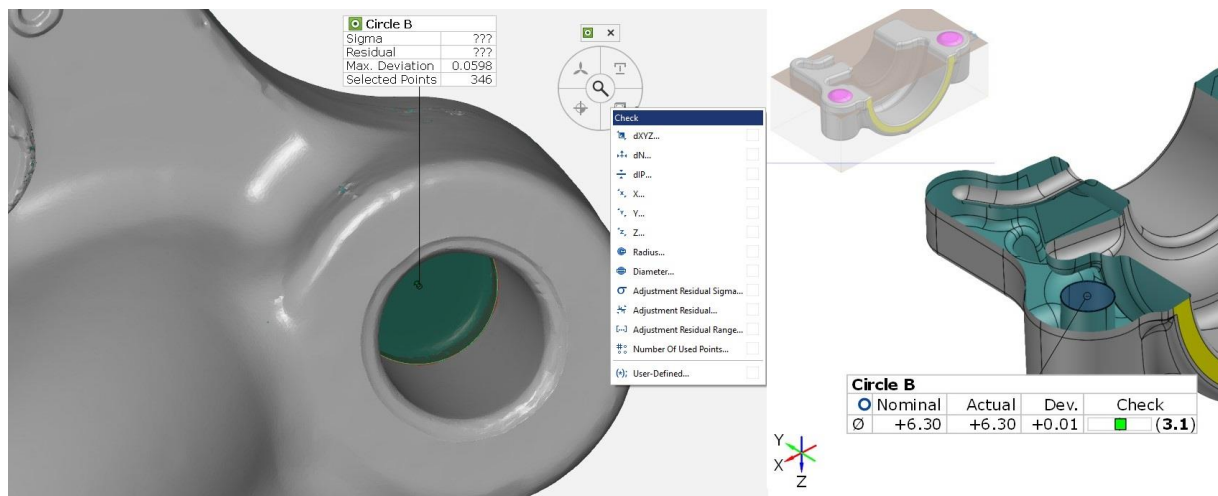 Circle B
Sigma ???
Residual ???
Max. Deviation 0.0598
Selected Points 346
Check
dXYZ...
dN...
dIP...
X...
Y...
Z...
Radius...
Diameter...
Adjustment Residual Sigma...
Adjustment Residual...
Adjustment Residual Range...
Number Of Used Points...
User-Defined...
Circle B
Nominal Actual Dev. Check
Ø +6.30 +6.30 +0.01 (3.1)
Y
X
Z